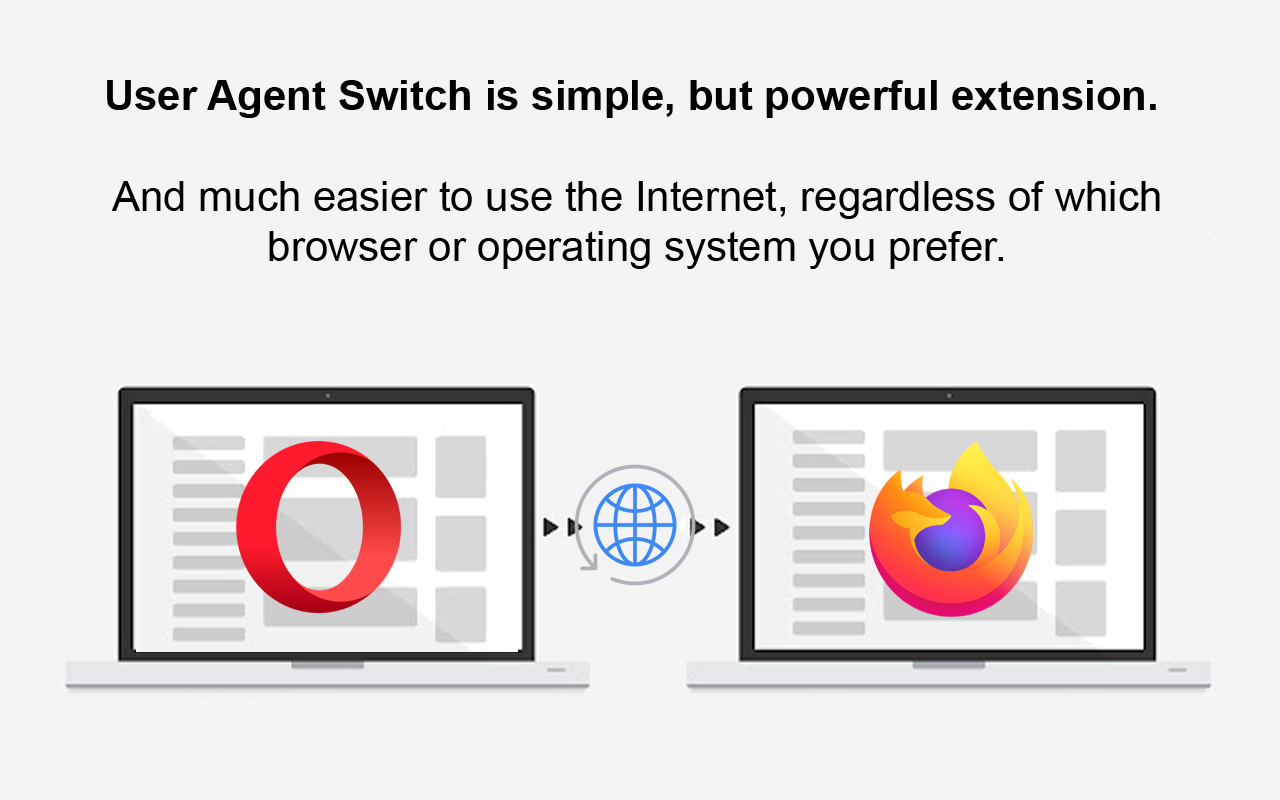 User Agent Switch is simple, but powerful extension.
And much easier to use the Internet, regardless of which
browser or operating system you prefer.